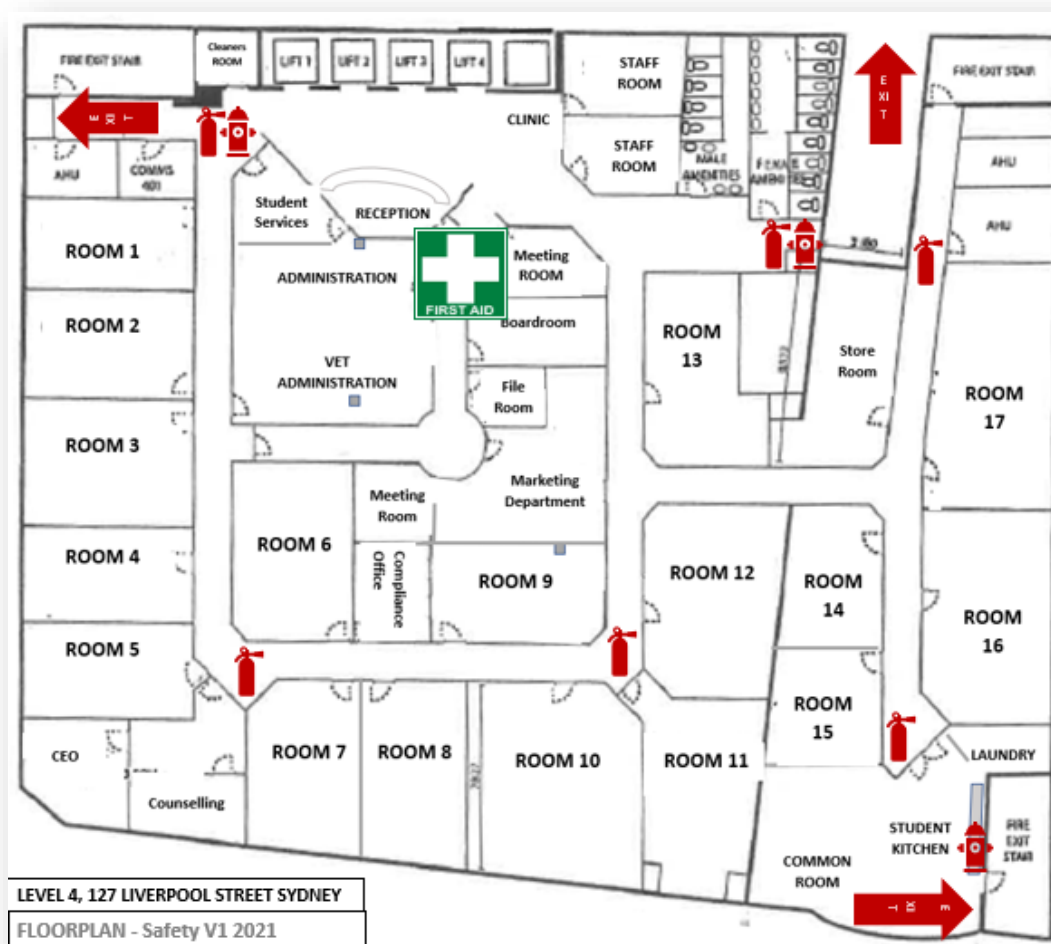 FIRE EXIT STAIR
Cleaners
ROOM
LIFT 1
LIFT 2
LIFT 3
LIFT 4
STAFF
ROOM
EXIT
FIRE EXIT STAIR
EXIT
CLINIC
STAFF
ROOM
MALE
AMENITIES
FEMALE
AMENITIES
AHU
COMMS
401
AHU
AHU
Student
Services
RECEPTION
ROOM 1
ADMINISTRATION
FIRST AID
Meeting
ROOM
Boardroom
ROOM 2
ROOM
13
Store
Room
VET
ADMINISTRATION
File
Room
ROOM
17
ROOM 3
Meeting
Room
Marketing
Department
ROOM 6
ROOM 4
Compliance
Office
ROOM 9
ROOM 12
ROOM
14
ROOM
16
ROOM 5
ROOM
15
CEO
ROOM 7
ROOM 8
ROOM 10
ROOM 11
LAUNDRY
Counselling
STUDENT
KITCHEN
FIRE
EXIT
STAIR
COMMON
ROOM
EXIT
LEVEL 4, 127 LIVERPOOL STREET SYDNEY
FLOORPLAN - Safety V1 2021